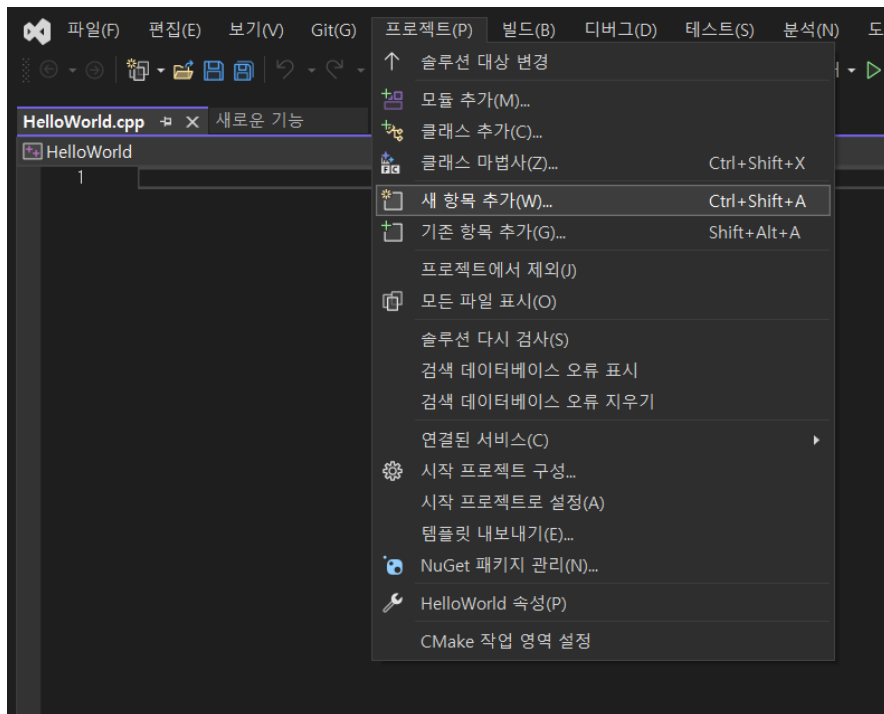 파일(F) 편집(E) 보기(V) Git(G) 프로젝트(P) 빌드(B) 디버그(D) 테스트(S) 분석(N) 도
HelloWorld.cpp 새로운 기능
HelloWorld
1
솔루션 대상 변경
모듈 추가(M)...
클래스 추가(C)...
클래스 마법사(Z)... Ctrl+Shift+X
새 항목 추가(W)... Ctrl+Shift+A
기존 항목 추가(G)... Shift+Alt+A
프로젝트에서 제외(J)
모든 파일 표시(O)
솔루션 다시 검사(S)
검색 데이터베이스 오류 표시
검색 데이터베이스 오류 지우기
연결된 서비스(C)
시작 프로젝트 구성...
시작 프로젝트로 설정(A)
템플릿 내보내기(E)...
NuGet 패키지 관리(N)...
HelloWorld 속성(P)
CMake 작업 영역 설정